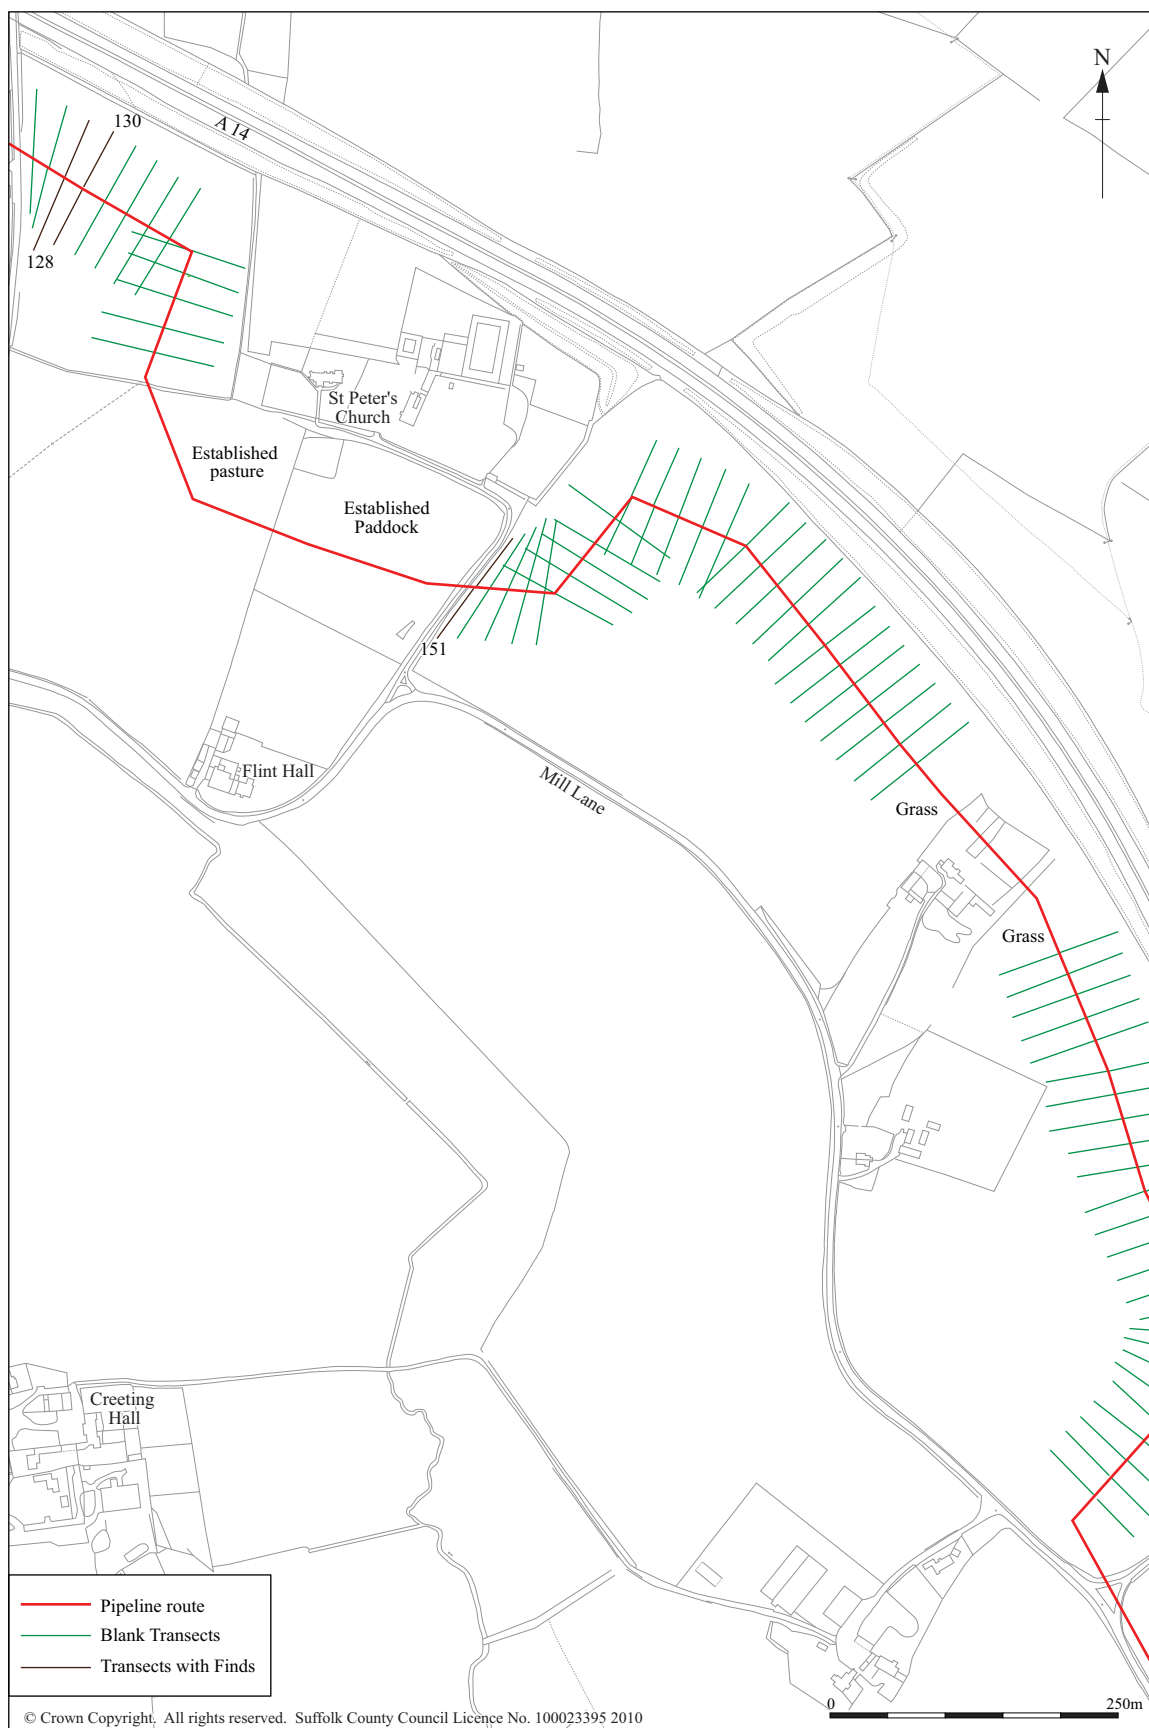 N
130
A 14
128
St Peter's
Church
Established
pasture
Established
Paddock
151
Flint Hall
Mill Lane
Grass
Grass
Creeting
Hall
Pipeline route
Blank Transects
Transects with Finds
0
250m
© Crown Copyright. All rights reserved. Suffolk County Council Licence No. 100023395 2010